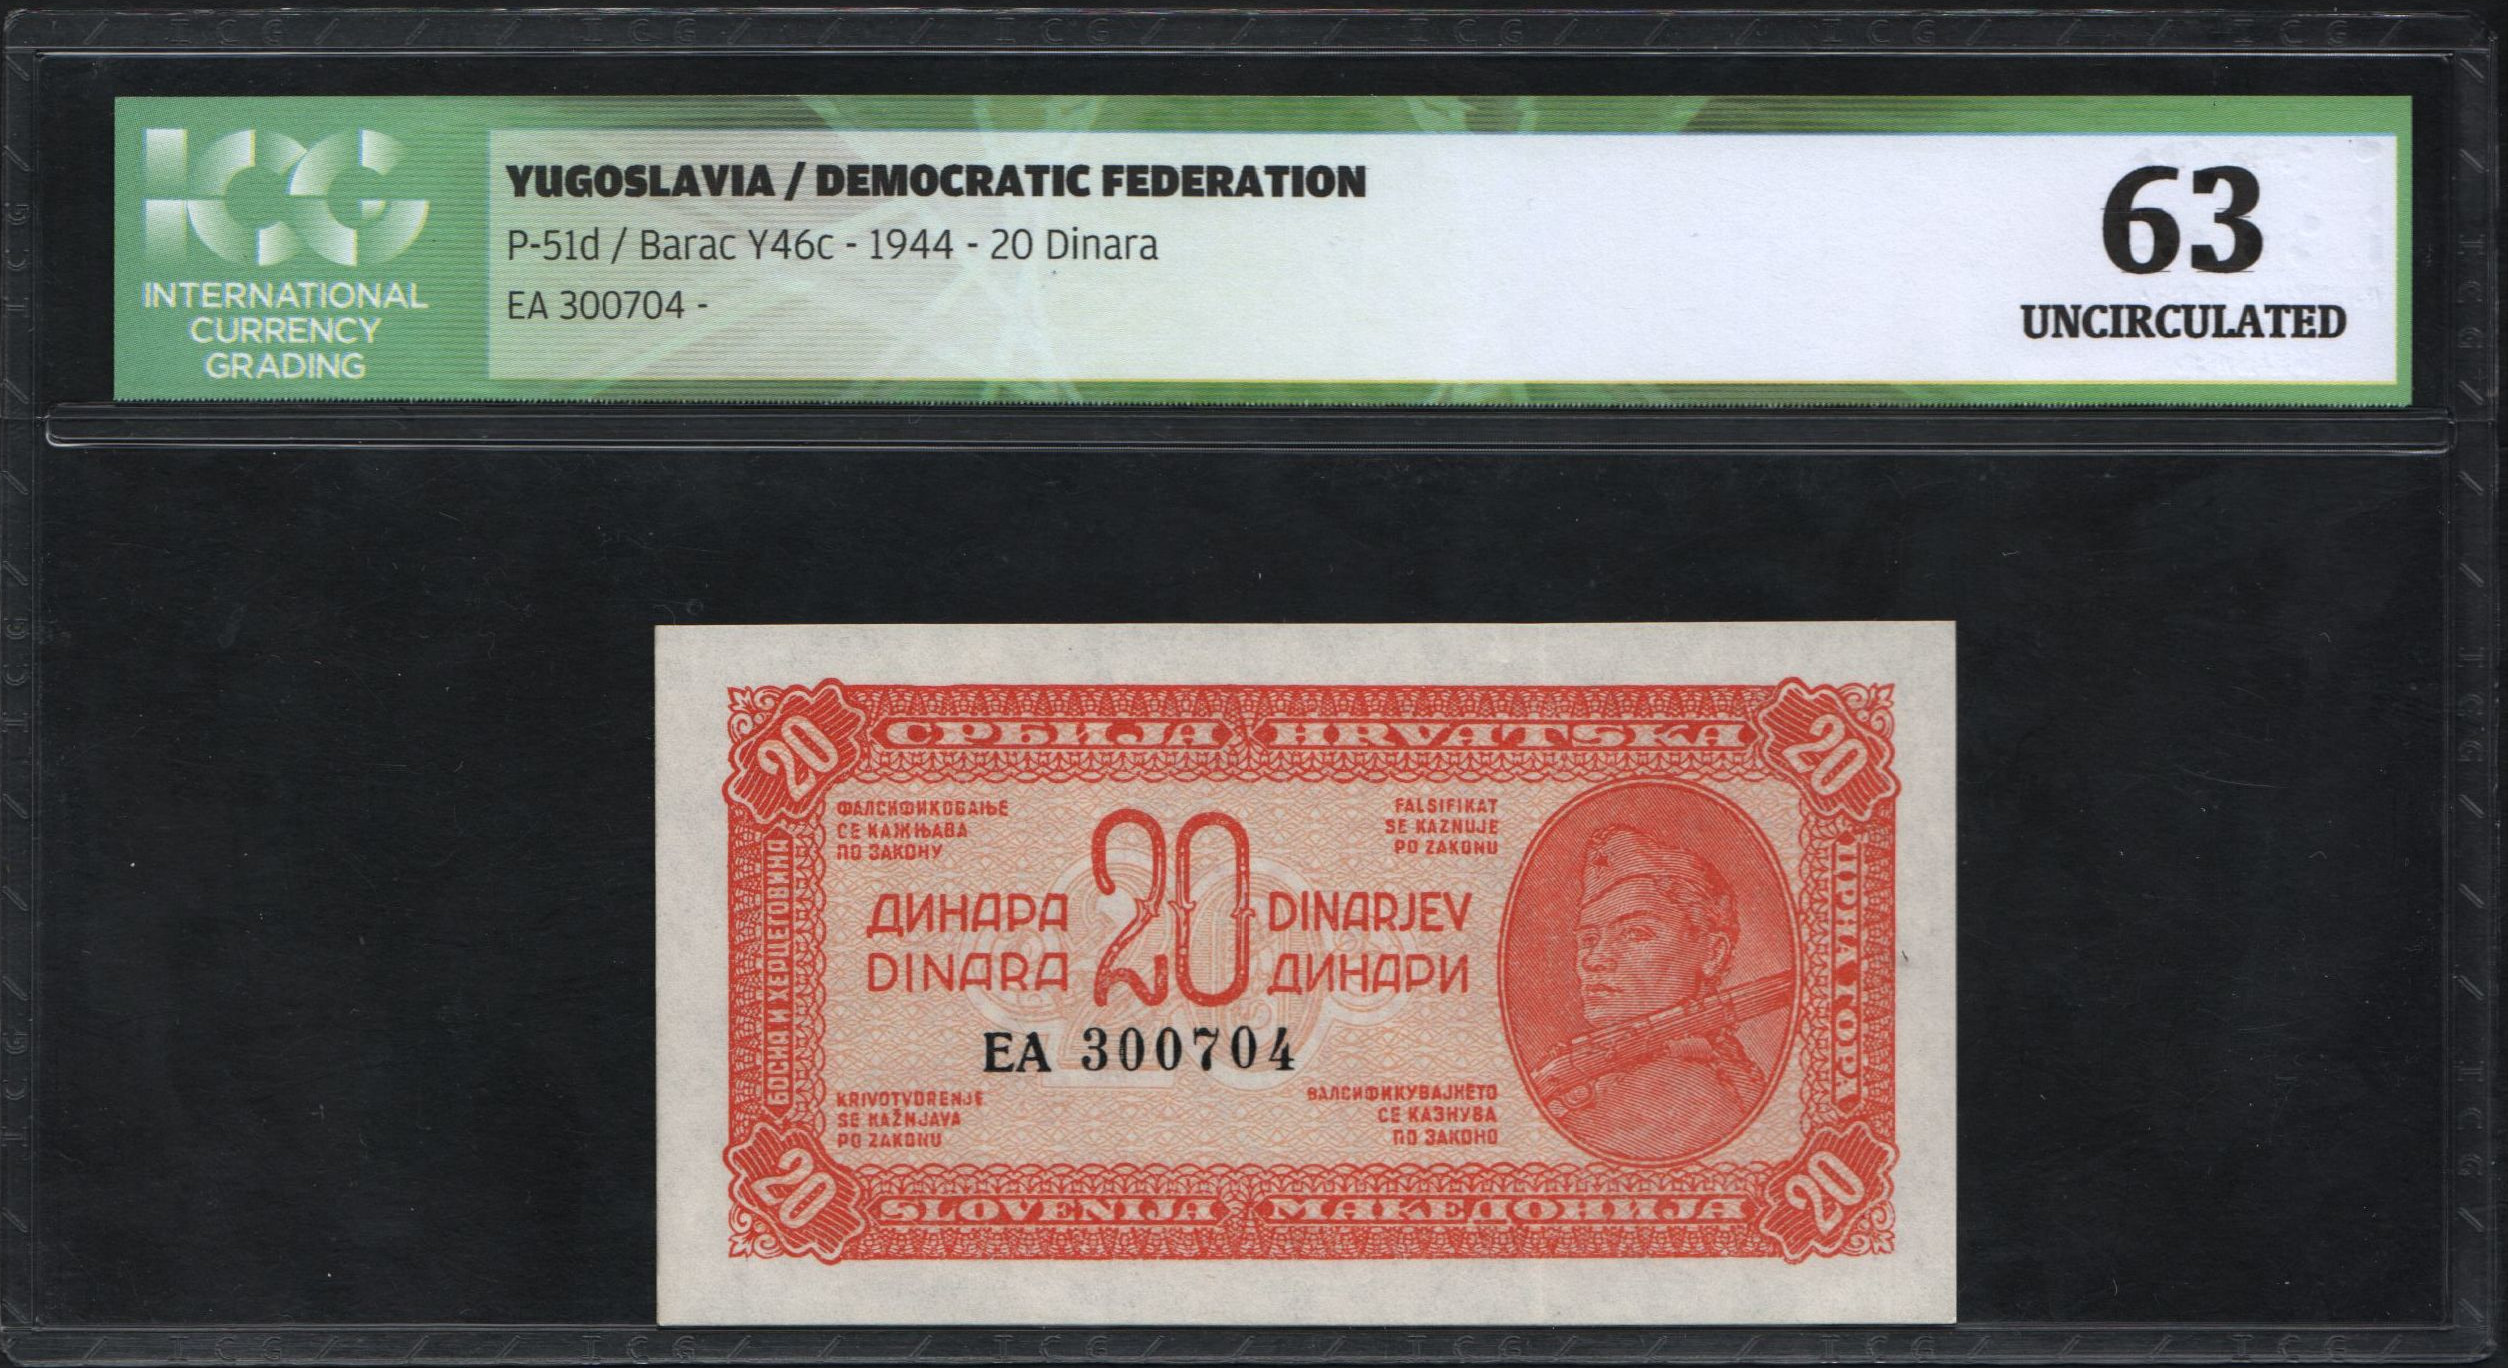 ICG
INTERNATIONAL
CURRENCY
GRADING
YUGOSLAVIA / DEMOCRATIC FEDERATION
P-51d / Barac Y46c - 1944 - 20 Dinara
EA 300704 -
63
UNCIRCULATED
20
СРБИЈА
HRVATSKA
20
ФАЛСИФИКОВАЊЕ
СЕ КАЖЊАВА
ПО ЗАКОНУ
20
FALSIFIKAT
SE KAZNUJE
PO ZAKONU
БОСНА И ХЕРЦЕГОВИНА
ДИНАРА
DINARJEV
DINARA
ДИНАРИ
ЦРНА ГОРА
EA 300704
KRIVOTVORENJE
SE KAŽNJAVA
PO ZAKONU
ВАЛСИФИКУВАЈЊЕТО
СЕ КАЗНУВА
ПО ЗАКОНО
20
SLOVENIJA
МАКЕДОНИЈА
20